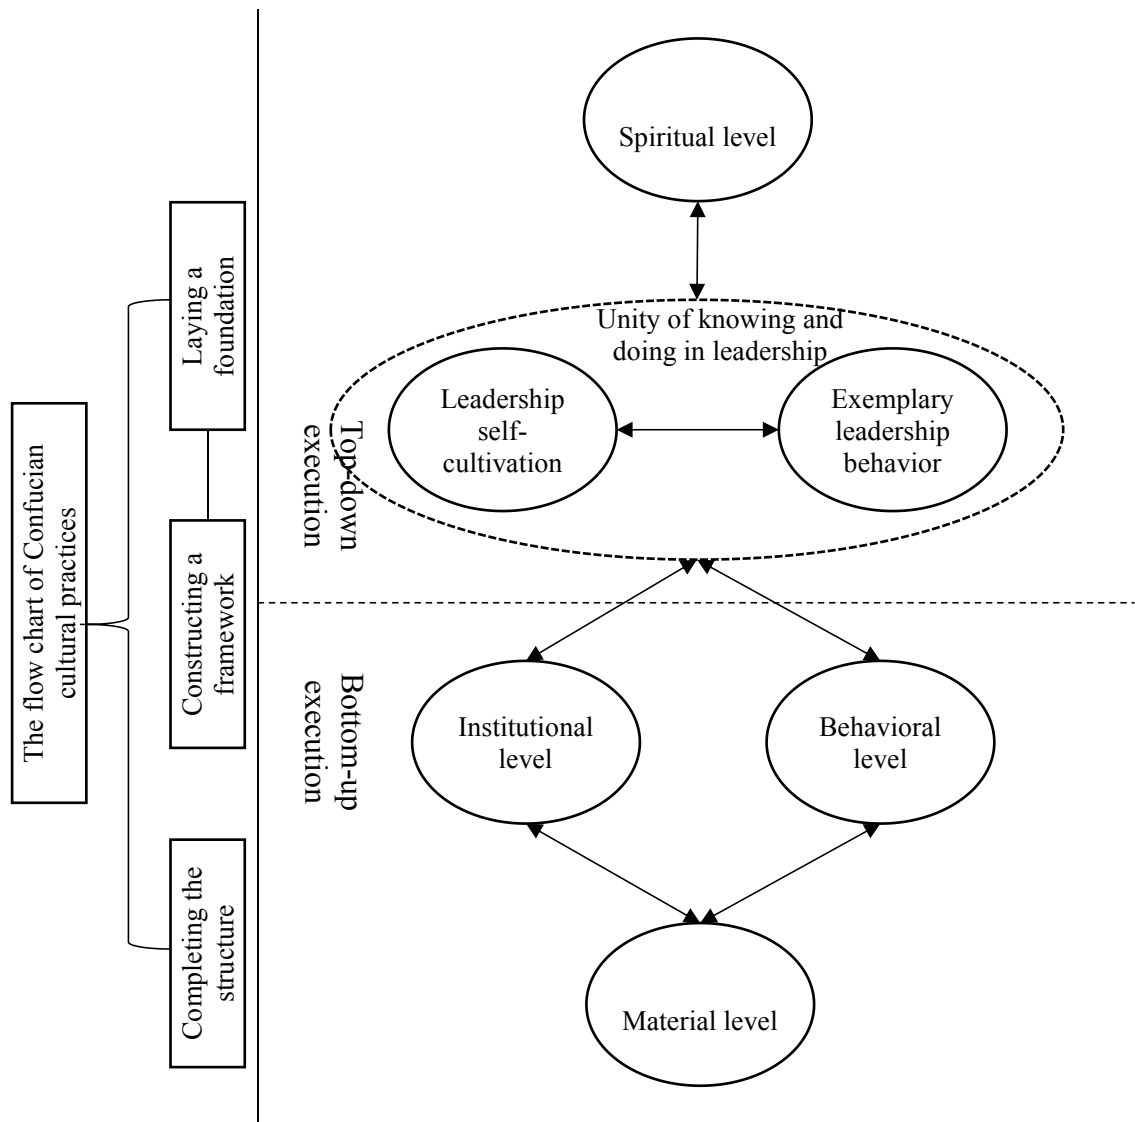 The flow chart of Confucian
cultural practices
Laying a
foundation
Constructing a
framework
Completing the
structure
Spiritual level
Unity of knowing and
doing in leadership
Leadership
self-
cultivation
Exemplary
leadership
behavior
Top-down
execution
Bottom-up
execution
Institutional
level
Behavioral
level
Material level